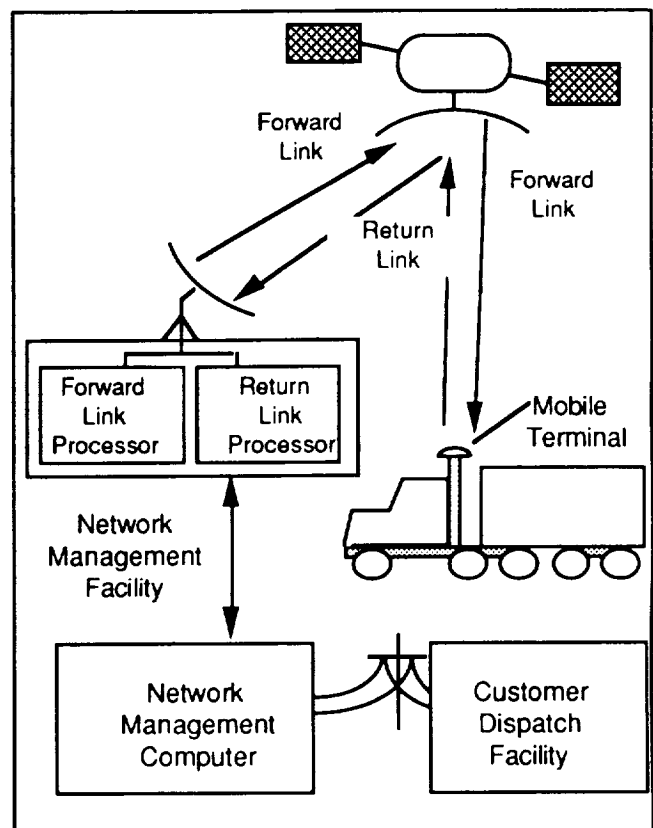 Forward
Link
Forward
Link
Return
Link
Forward
Link
Processor
Return
Link
Processor
Mobile
Terminal
Network
Management
Facility
Network
Management
Computer
Customer
Dispatch
Facility